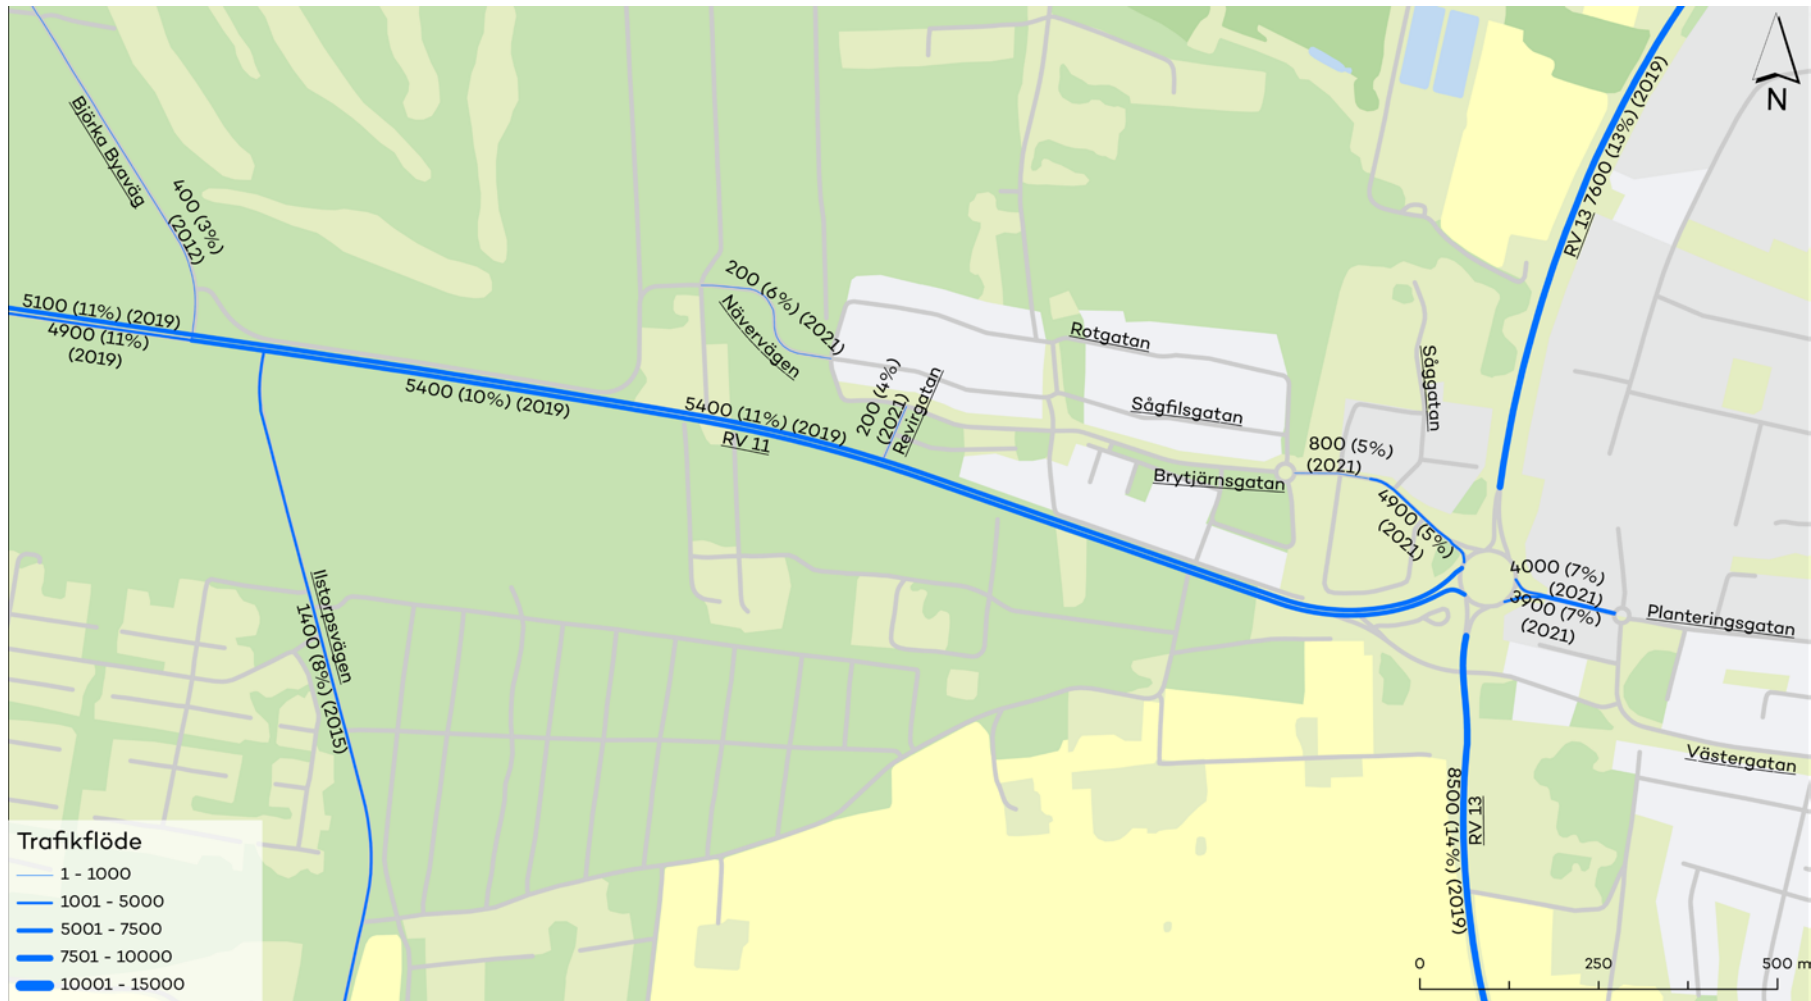 N
Björka Byaväg
400 (3%)
(2012)
RV 13 7600 (13%) (2019)
5100 (11%) (2019)
4900 (11%)
(2019)
200 (6%) (2021)
Nävervägen
5400 (10%) (2019)
5400 (11%) (2019)
RV 11
200 (4%)
(2021)
Revirgatan
Rotgatan
Sågfilsgatan
Såggatan
Brytjärnsgatan
800 (5%)
(2021)
4900 (5%)
(2021)
4000 (7%)
(2021)
3900 (7%)
(2021)
Planteringsgatan
Ilstorpsvägen
1400 (8%) (2015)
Västergatan
8500 (14%) (2019)
RV 13
Trafikflöde
1 - 1000
1001 - 5000
5001 - 7500
7501 - 10000
10001 - 15000
0 250 500 m